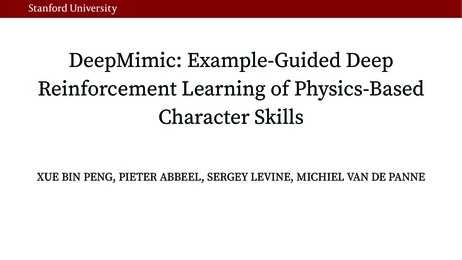 Stanford University
DeepMimic: Example-Guided Deep
Reinforcement Learning of Physics-Based
Character Skills
XUE BIN PENG, PIETER ABBEEL, SERGEY LEVINE, MICHIEL VAN DE PANNE